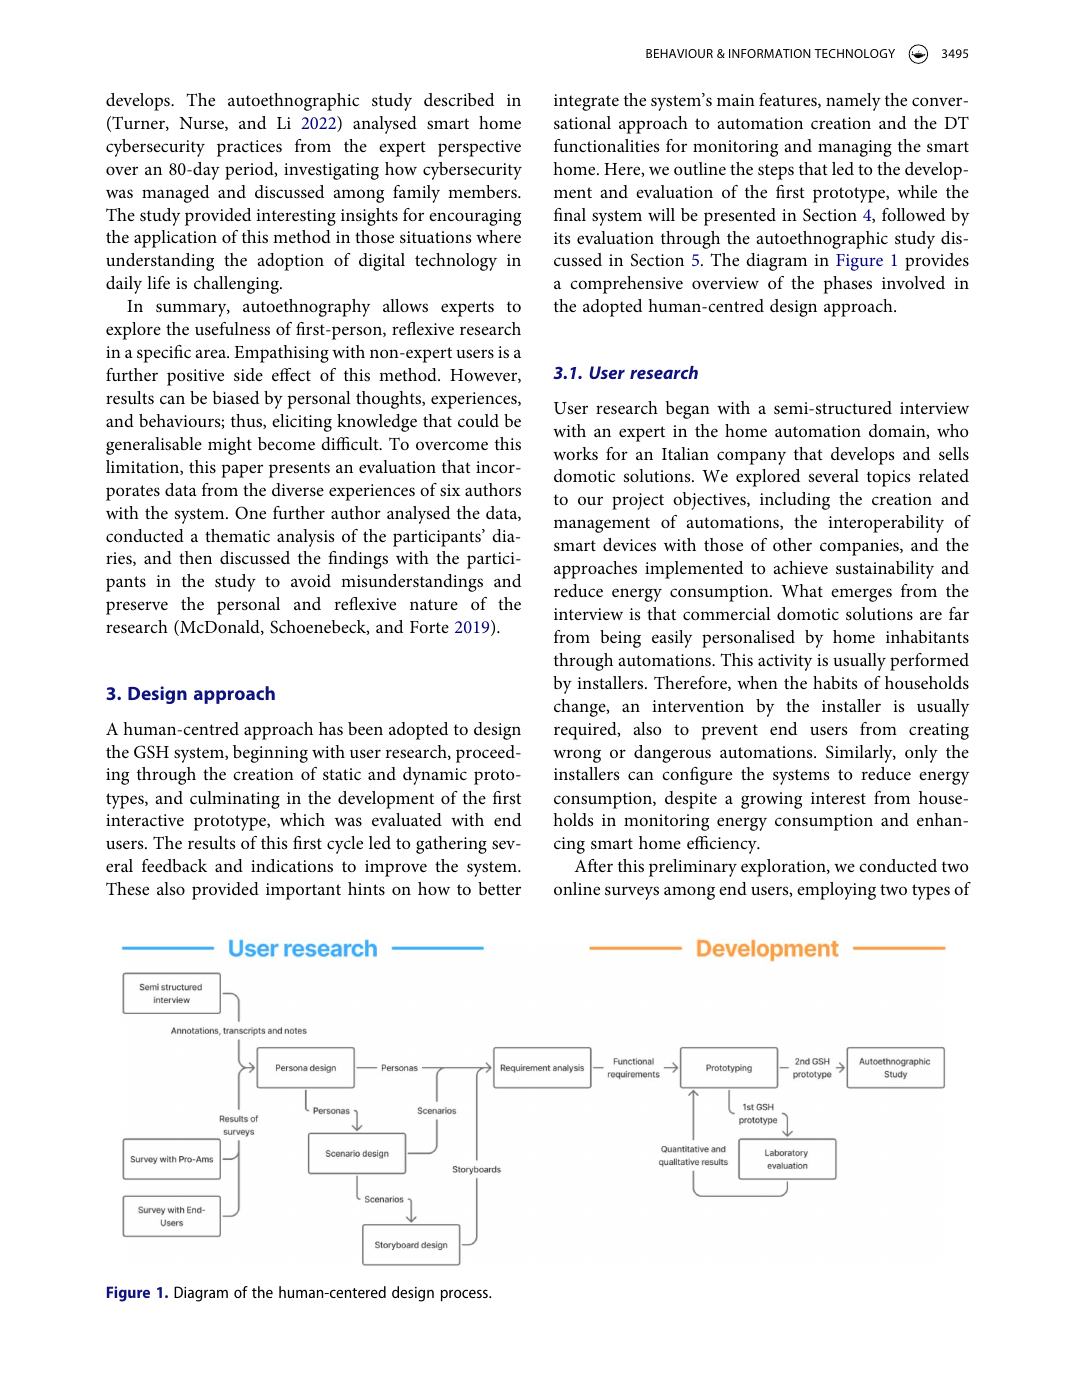 BEHAVIOUR & INFORMATION TECHNOLOGY 3495
develops. The autoethnographic study described in
(Turner, Nurse, and Li 2022) analysed smart home
cybersecurity practices from the expert perspective
over an 80-day period, investigating how cybersecurity
was managed and discussed among family members.
The study provided interesting insights for encouraging
the application of this method in those situations where
understanding the adoption of digital technology in
daily life is challenging.
In summary, autoethnography allows experts to
explore the usefulness of first-person, reflexive research
in a specific area. Empathising with non-expert users is a
further positive side effect of this method. However,
results can be biased by personal thoughts, experiences,
and behaviours; thus, eliciting knowledge that could be
generalisable might become difficult. To overcome this
limitation, this paper presents an evaluation that incor-
porates data from the diverse experiences of six authors
with the system. One further author analysed the data,
conducted a thematic analysis of the participants' dia-
ries, and then discussed the findings with the partici-
pants in the study to avoid misunderstandings and
preserve the personal and reflexive nature of the
research (McDonald, Schoenebeck, and Forte 2019).
3. Design approach
A human-centred approach has been adopted to design
the GSH system, beginning with user research, proceed-
ing through the creation of static and dynamic proto-
types, and culminating in the development of the first
interactive prototype, which was evaluated with end
users. The results of this first cycle led to gathering sev-
eral feedback and indications to improve the system.
These also provided important hints on how to better
integrate the system's main features, namely the conver-
sational approach to automation creation and the DT
functionalities for monitoring and managing the smart
home. Here, we outline the steps that led to the develop-
ment and evaluation of the first prototype, while the
final system will be presented in Section 4, followed by
its evaluation through the autoethnographic study dis-
cussed in Section 5. The diagram in Figure 1 provides
a comprehensive overview of the phases involved in
the adopted human-centred design approach.
3.1. User research
User research began with a semi-structured interview
with an expert in the home automation domain, who
works for an Italian company that develops and sells
domotic solutions. We explored several topics related
to our project objectives, including the creation and
management of automations, the interoperability of
smart devices with those of other companies, and the
approaches implemented to achieve sustainability and
reduce energy consumption. What emerges from the
interview is that commercial domotic solutions are far
from being easily personalised by home inhabitants
through automations. This activity is usually performed
by installers. Therefore, when the habits of households
change, an intervention by the installer is usually
required, also to prevent end users from creating
wrong or dangerous automations. Similarly, only the
installers can configure the systems to reduce energy
consumption, despite a growing interest from house-
holds in monitoring energy consumption and enhan-
cing smart home efficiency.
After this preliminary exploration, we conducted two
online surveys among end users, employing two types of
User research
Development
Semi structured
interview
Annotations, transcripts and notes
Persona design
Personas
Requirement analysis
Functional
requirements
Prototyping
2nd GSH
prototype
Autoethnographic
Study
Results of
surveys
Personas
Scenarios
1st GSH
prototype
Survey with Pro-Ams
Scenario design
Storyboards
Quantitative and
qualitative results
Laboratory
evaluation
Survey with End-
Users
Scenarios
Storyboard design
Figure 1. Diagram of the human-centered design process.